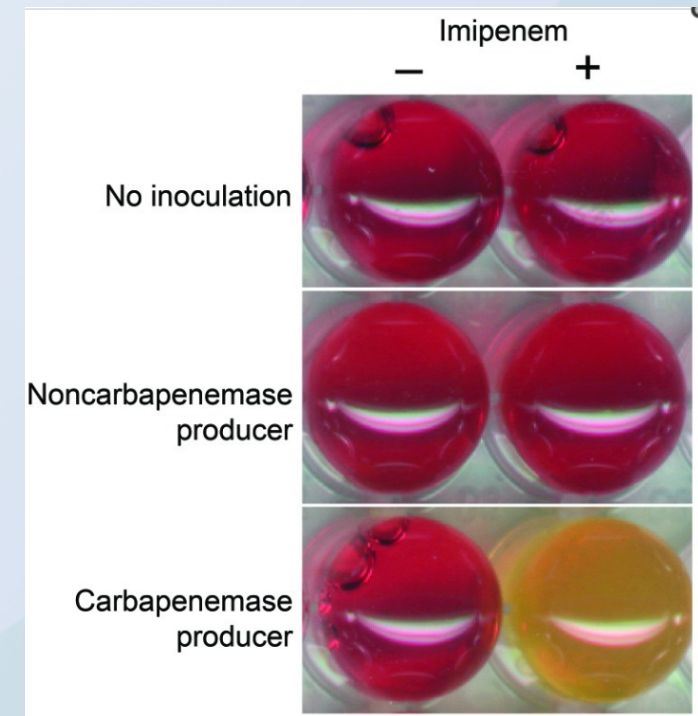 Imipenem
– +
No inoculation
Noncarbapenemase
producer
Carbapenemase
producer